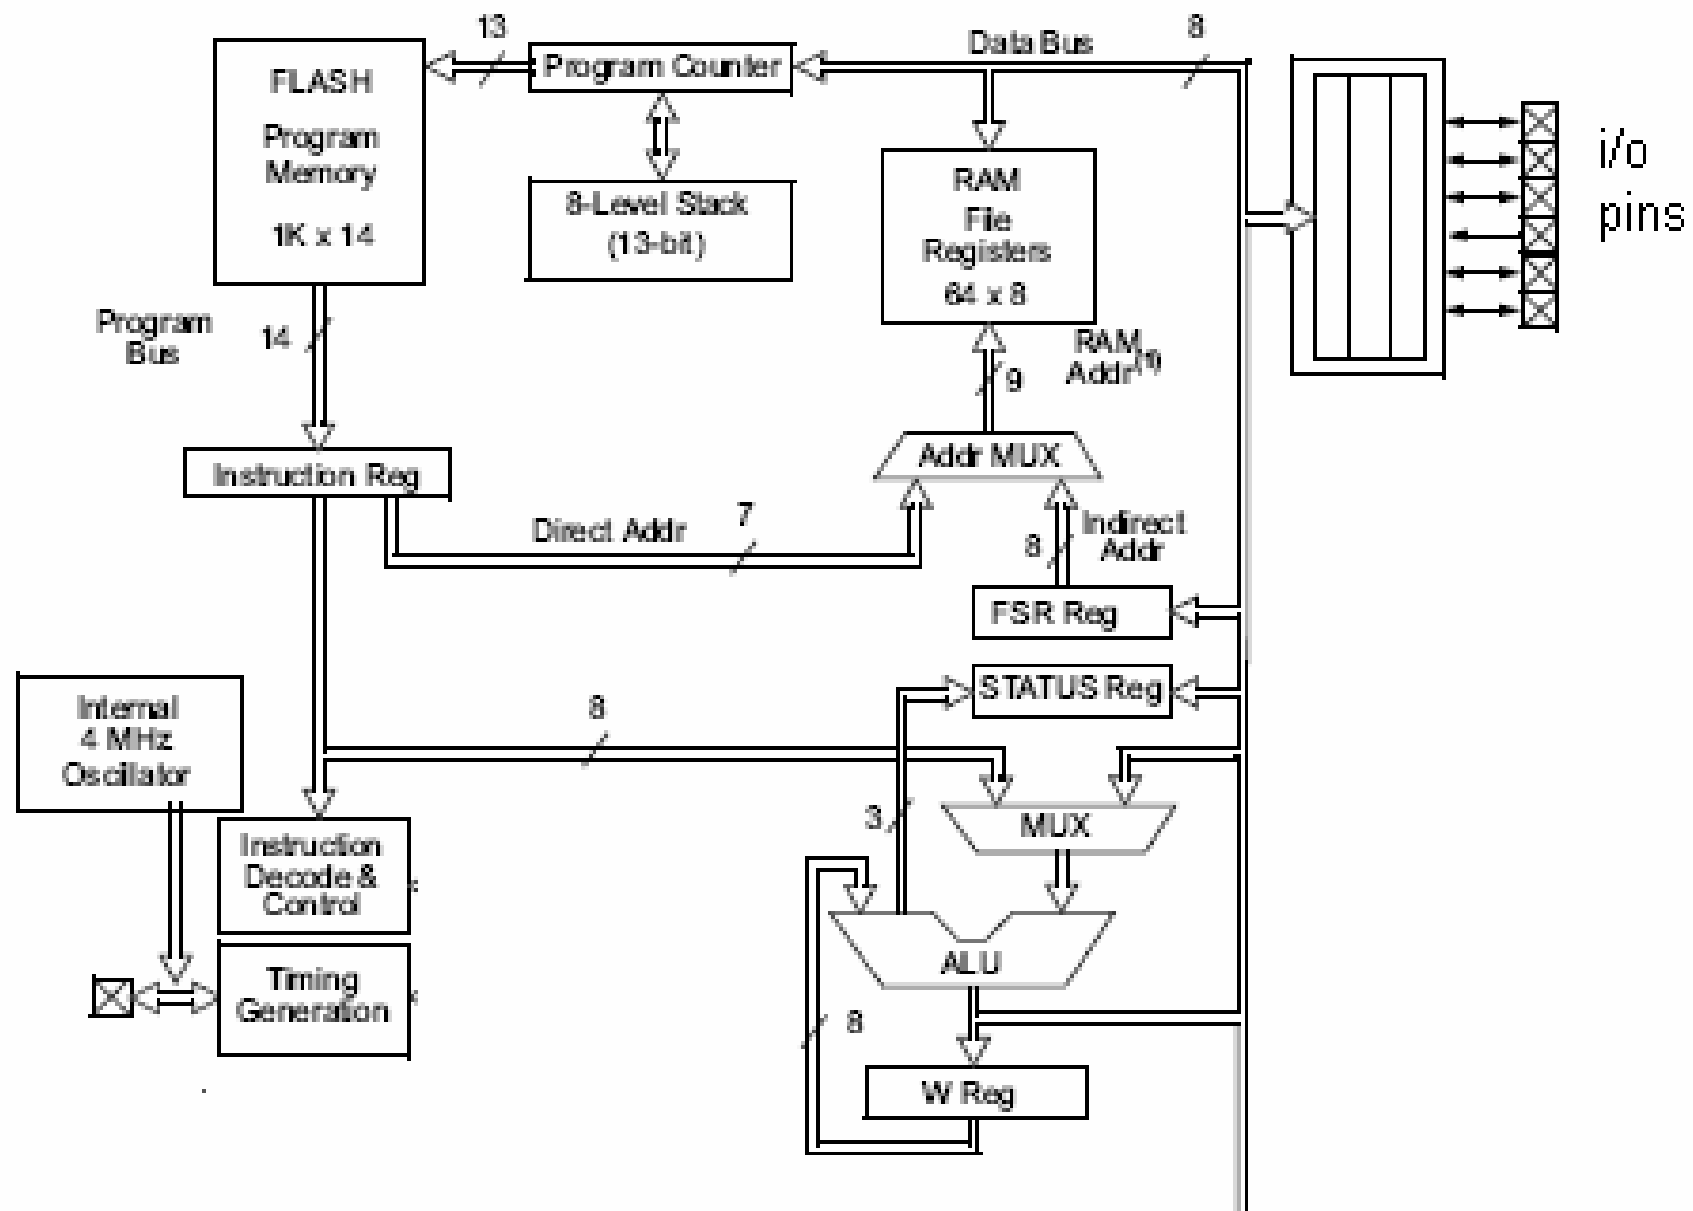 13
8
Data Bus
Program Counter
FLASH
Program
Memory
1K x 14
8-Level Stack
(13-bit)
RAM
File
Registers
64 x 8
i/o
pins
Program
Bus
14
RAM
Addr(1)
9
Addr MUX
Instruction Reg
Direct Addr
7
Indirect
Addr
8
FSR Reg
STATUS Reg
8
Internal
4 MHz
Oscillator
3
MUX
Instruction
Decode &
Control
ALU
Timing
Generation
8
W Reg